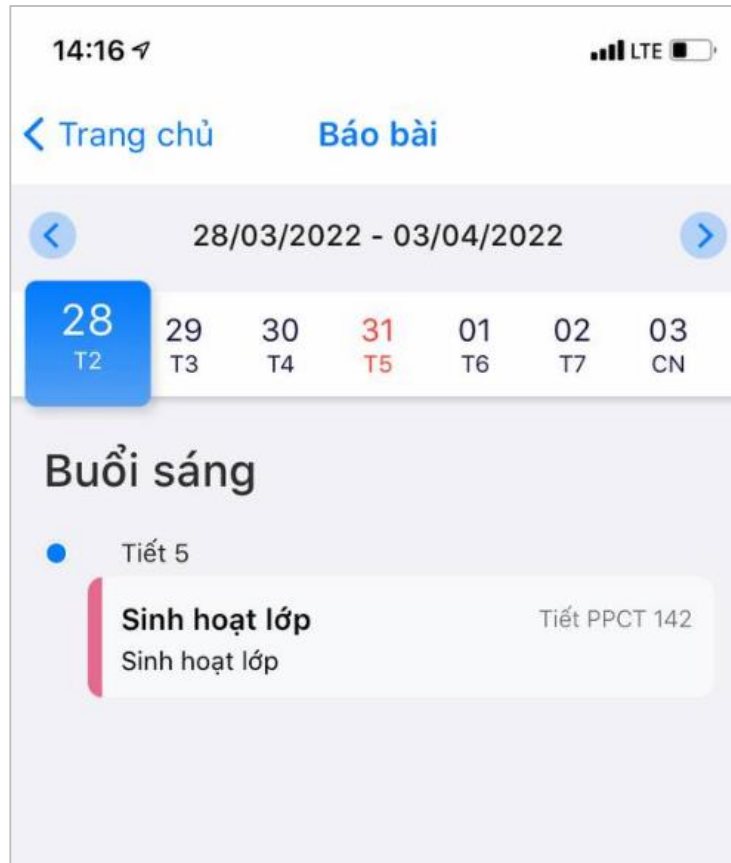 14:16 LTE
Trang chủ Báo bài
28/03/2022 - 03/04/2022
28 29 30 31 01 02 03
T2 T3 T4 T5 T6 T7 CN
Buổi sáng
Tiết 5
Sinh hoạt lớp Tiết PPCT 142
Sinh hoạt lớp